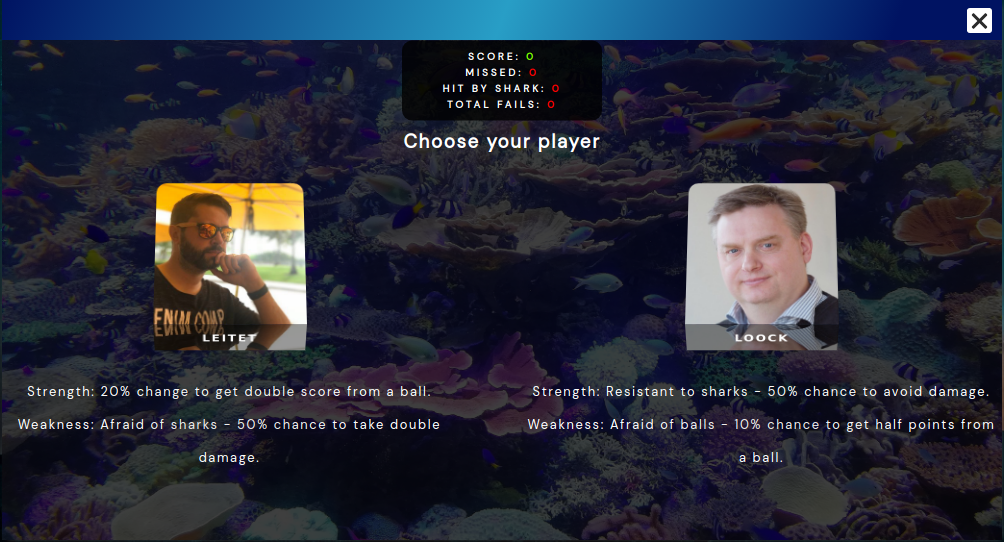 SCORE: 0
MISSED: 0
HIT BY SHARK: 0
TOTAL FAILS: 0
Choose your player
LEITET
LOOCK
Strength: 20% change to get double score from a ball.
Weakness: Afraid of sharks - 50% chance to take double
damage.
Strength: Resistant to sharks - 50% chance to avoid damage.
Weakness: Afraid of balls - 10% chance to get half points from
a ball.